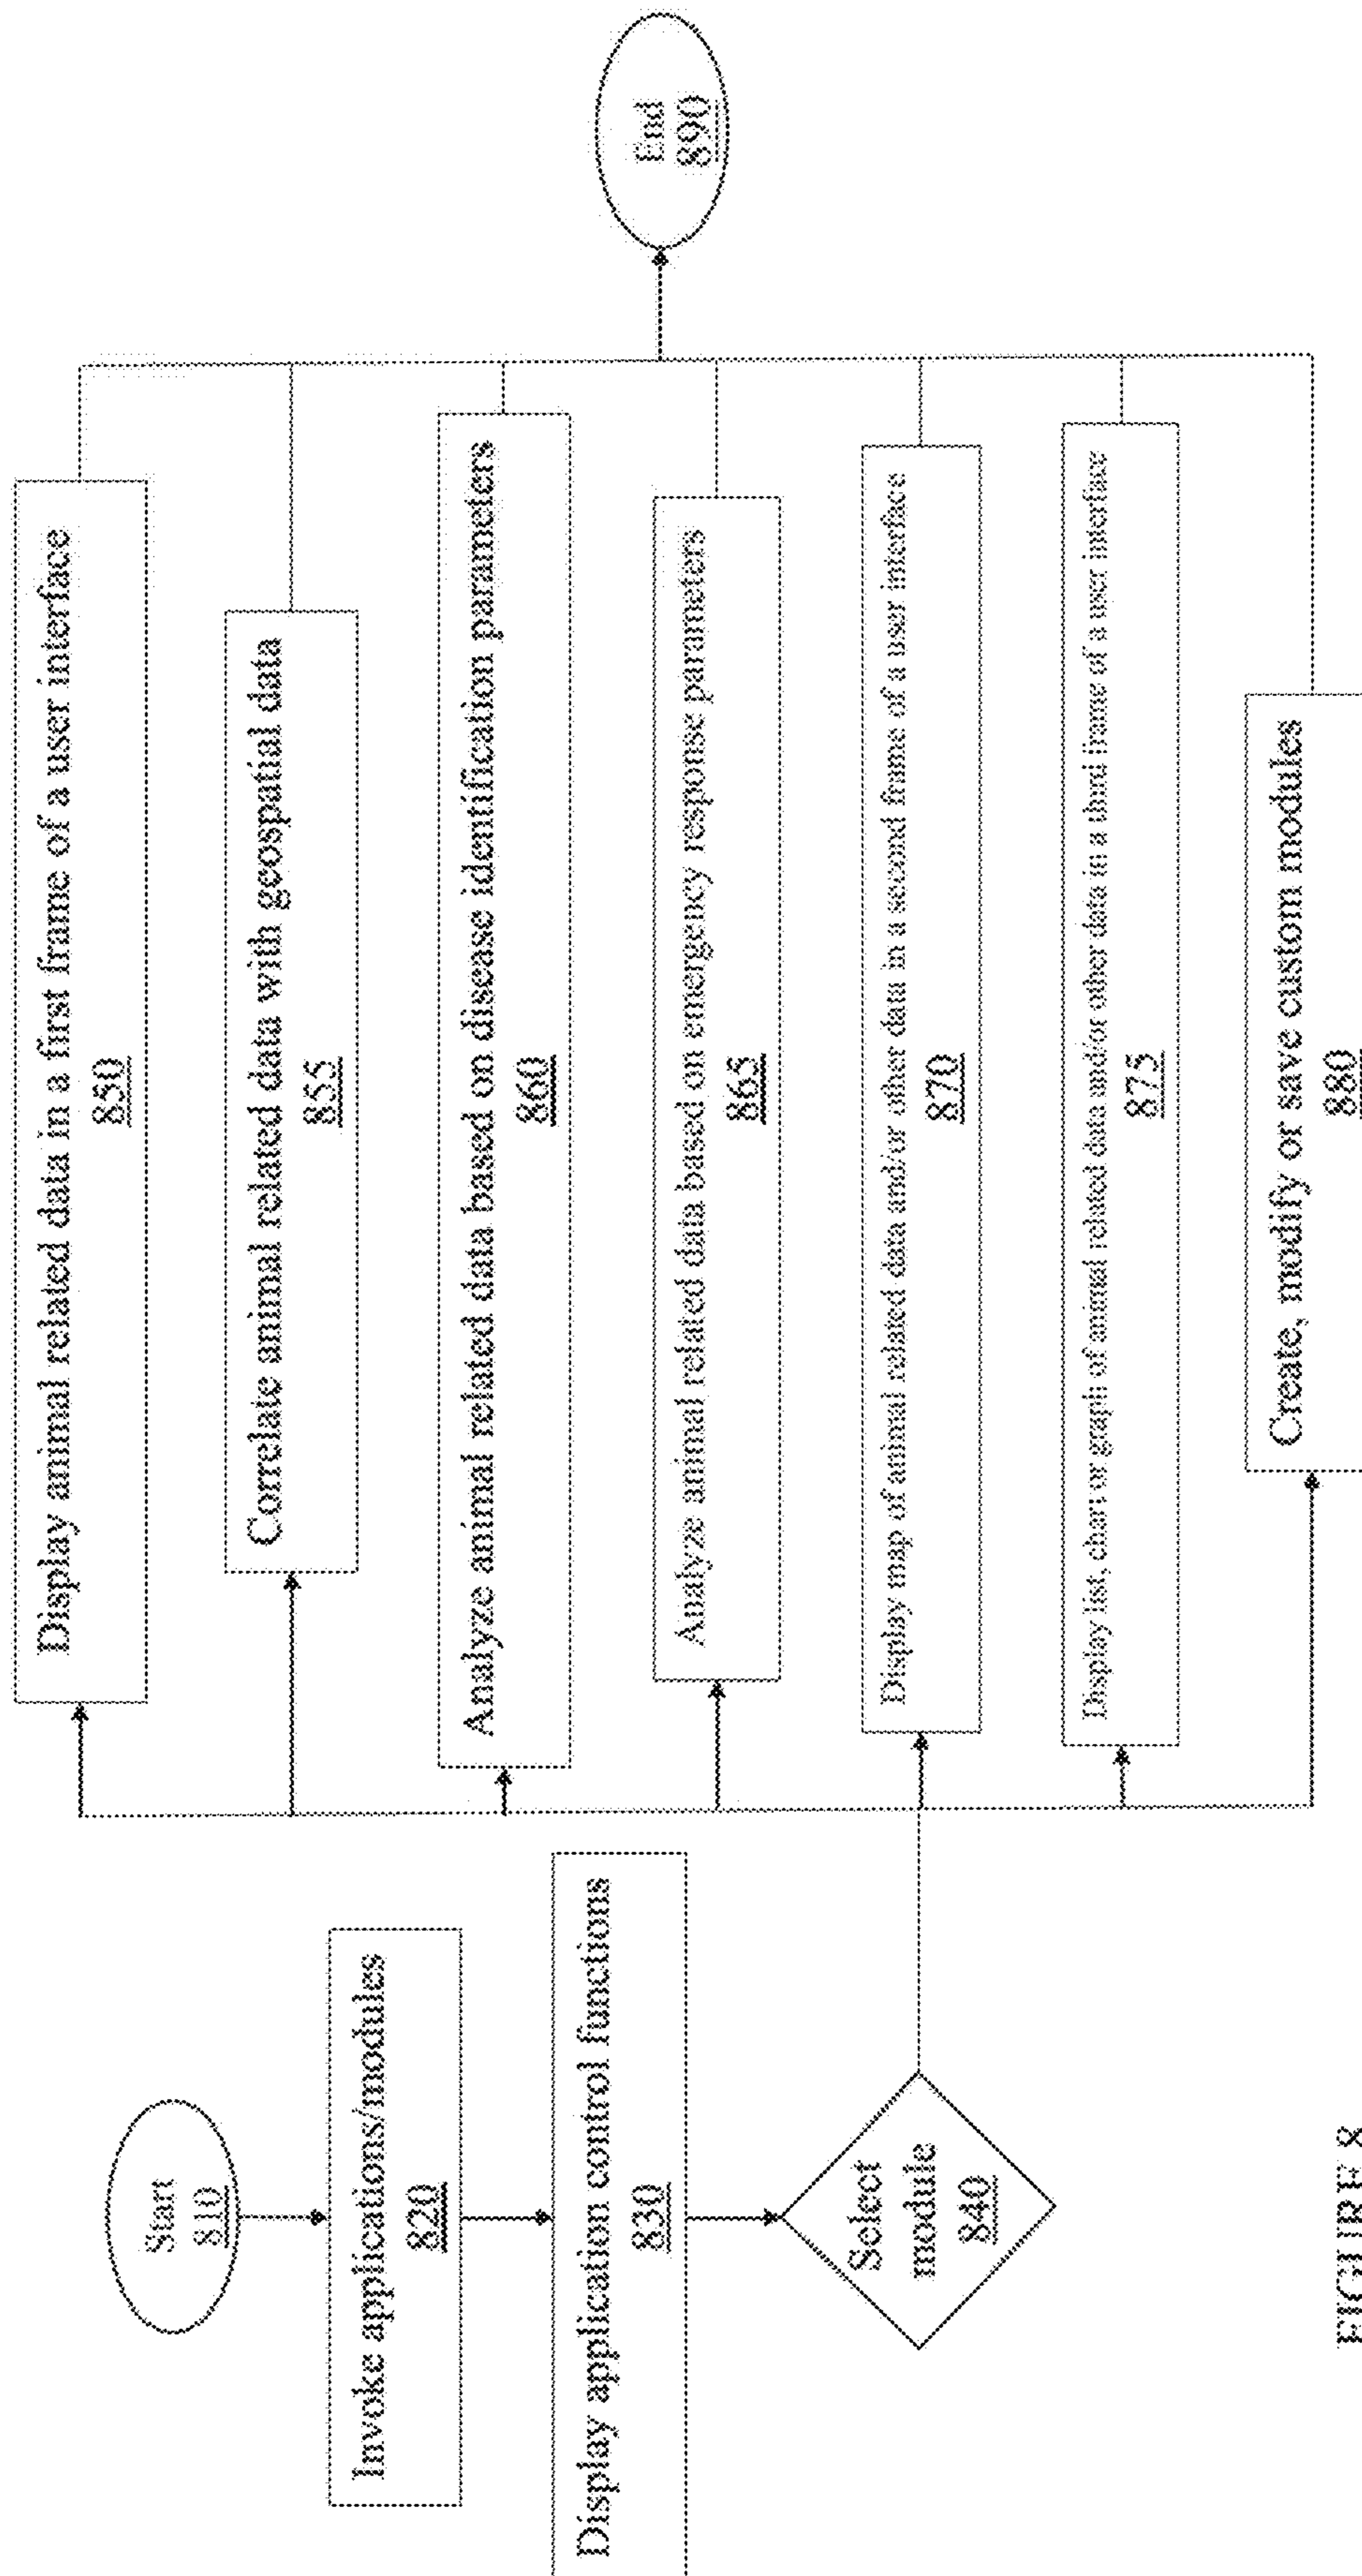 Start
810
Invoke applications/modules
820
Display application control functions
830
Select
module
840
Display animal related data in a first frame of a user interface
850
Correlate animal related data with geospatial data
855
Analyze animal related data based on disease identification parameters
860
Analyze animal related data based on emergency response parameters
865
Display map of animal related data and/or other data in a second frame of a user interface
870
Display list, chart or graph of animal related data and/or other data in a third frame of a user interface
875
Create, modify or save custom modules
880
End
890
FIGURE 8